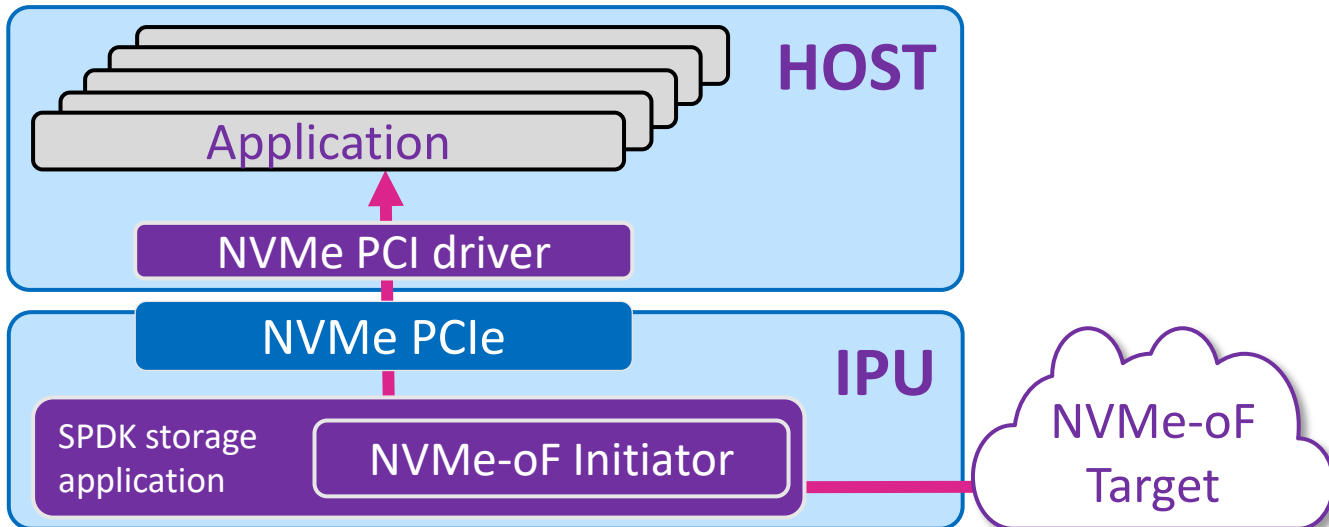 HOST
Application
NVMe PCI driver
NVMe PCIe
IPU
SPDK storage
application
NVMe-oF Initiator
NVMe-oF
Target